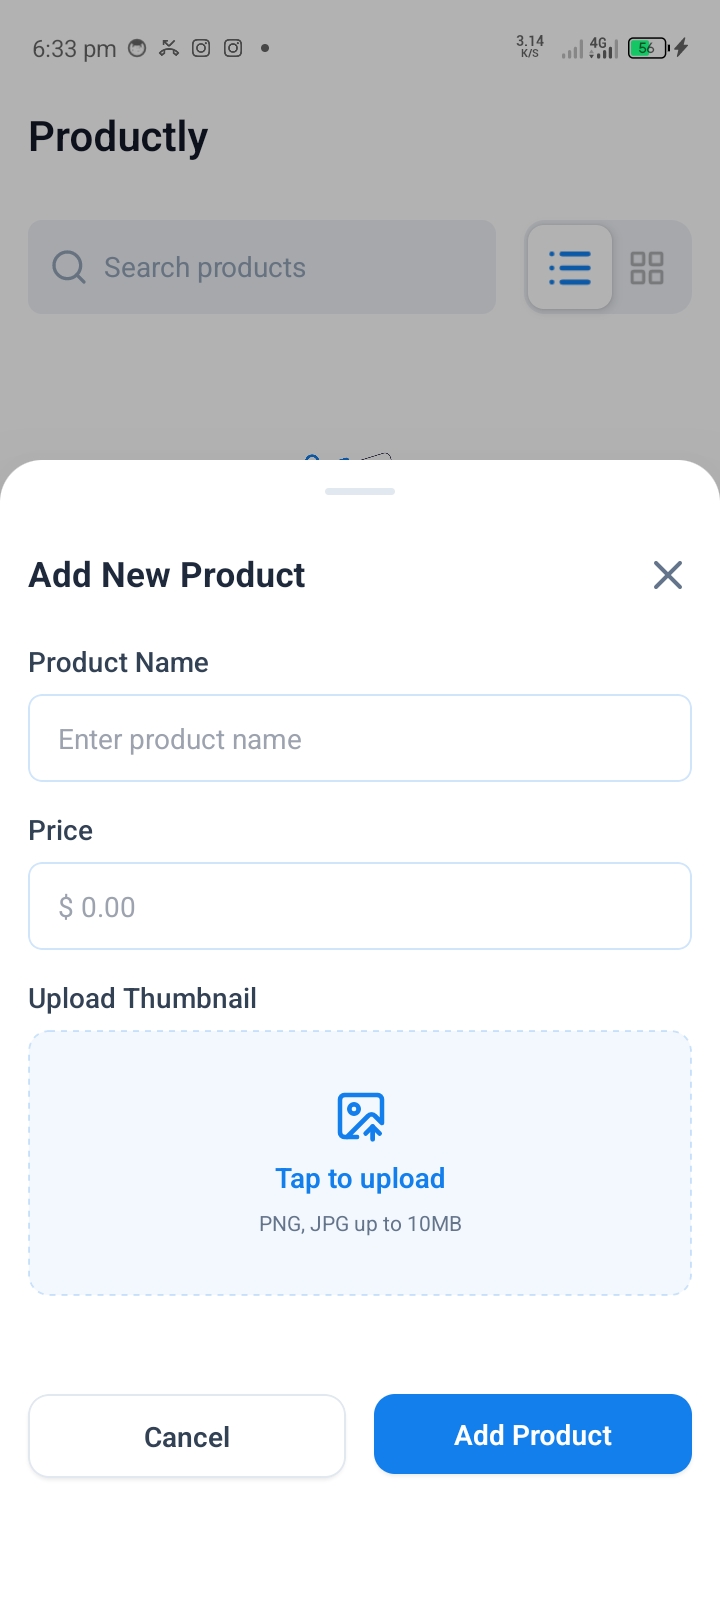 6:33 pm
3.14
K/S
4G
56
Productly
Search products
Add New Product
Product Name
Enter product name
Price
$ 0.00
Upload Thumbnail
Tap to upload
PNG, JPG up to 10MB
Cancel
Add Product